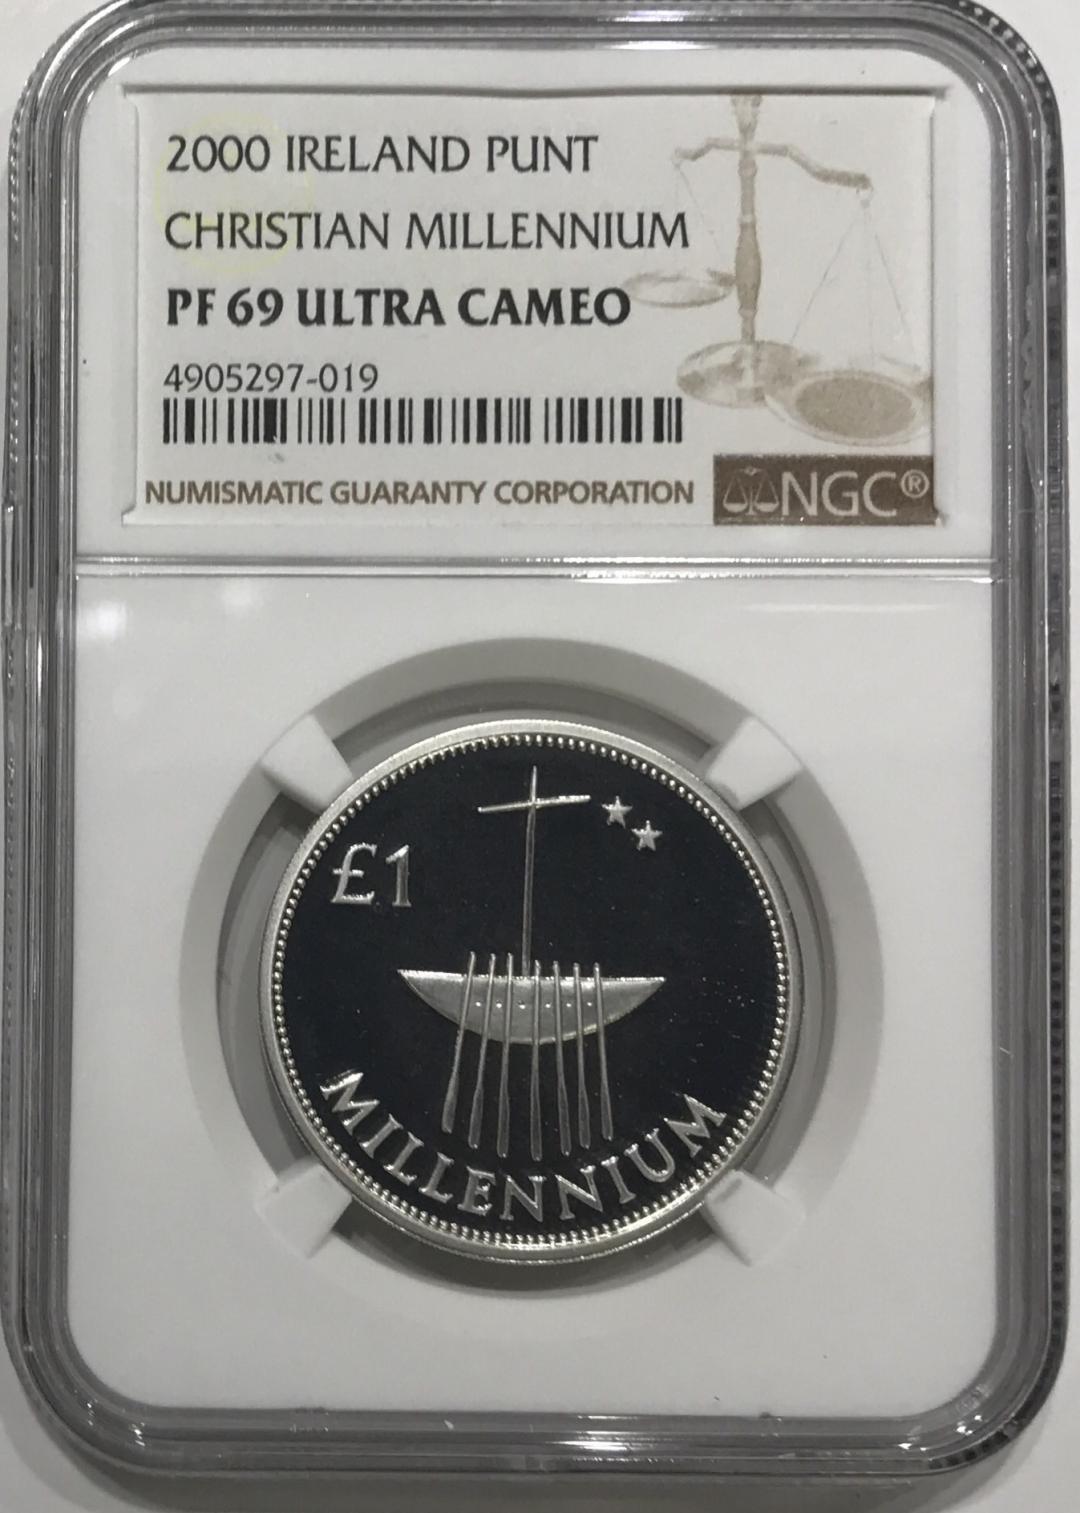 2000 IRELAND PUNT
CHRISTIAN MILLENNIUM
PF 69 ULTRA CAMEO
4905297-019
NUMISMATIC GUARANTY CORPORATION NGC®
£1
MILLENNIUM